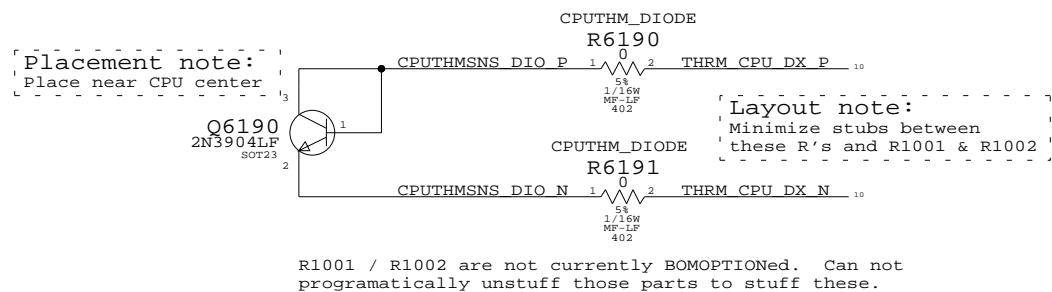 CPUTHM_DIODE
R6190
0
Placement note:
Place near CPU center
CPUTHMSNS_DIO_P
1
2
THRM_CPU_DX_P
10
5%
1/16W
MF-LF
402
3
Q6190
2N3904LF
SOT23
1
2
Layout note:
Minimize stubs between
these R's and R1001 & R1002
CPUTHM_DIODE
R6191
0
CPUTHMSNS_DIO_N
1
2
THRM_CPU_DX_N
10
5%
1/16W
MF-LF
402
R1001 / R1002 are not currently BOMOPTIONed. Can not
programatically unstuff those parts to stuff these.